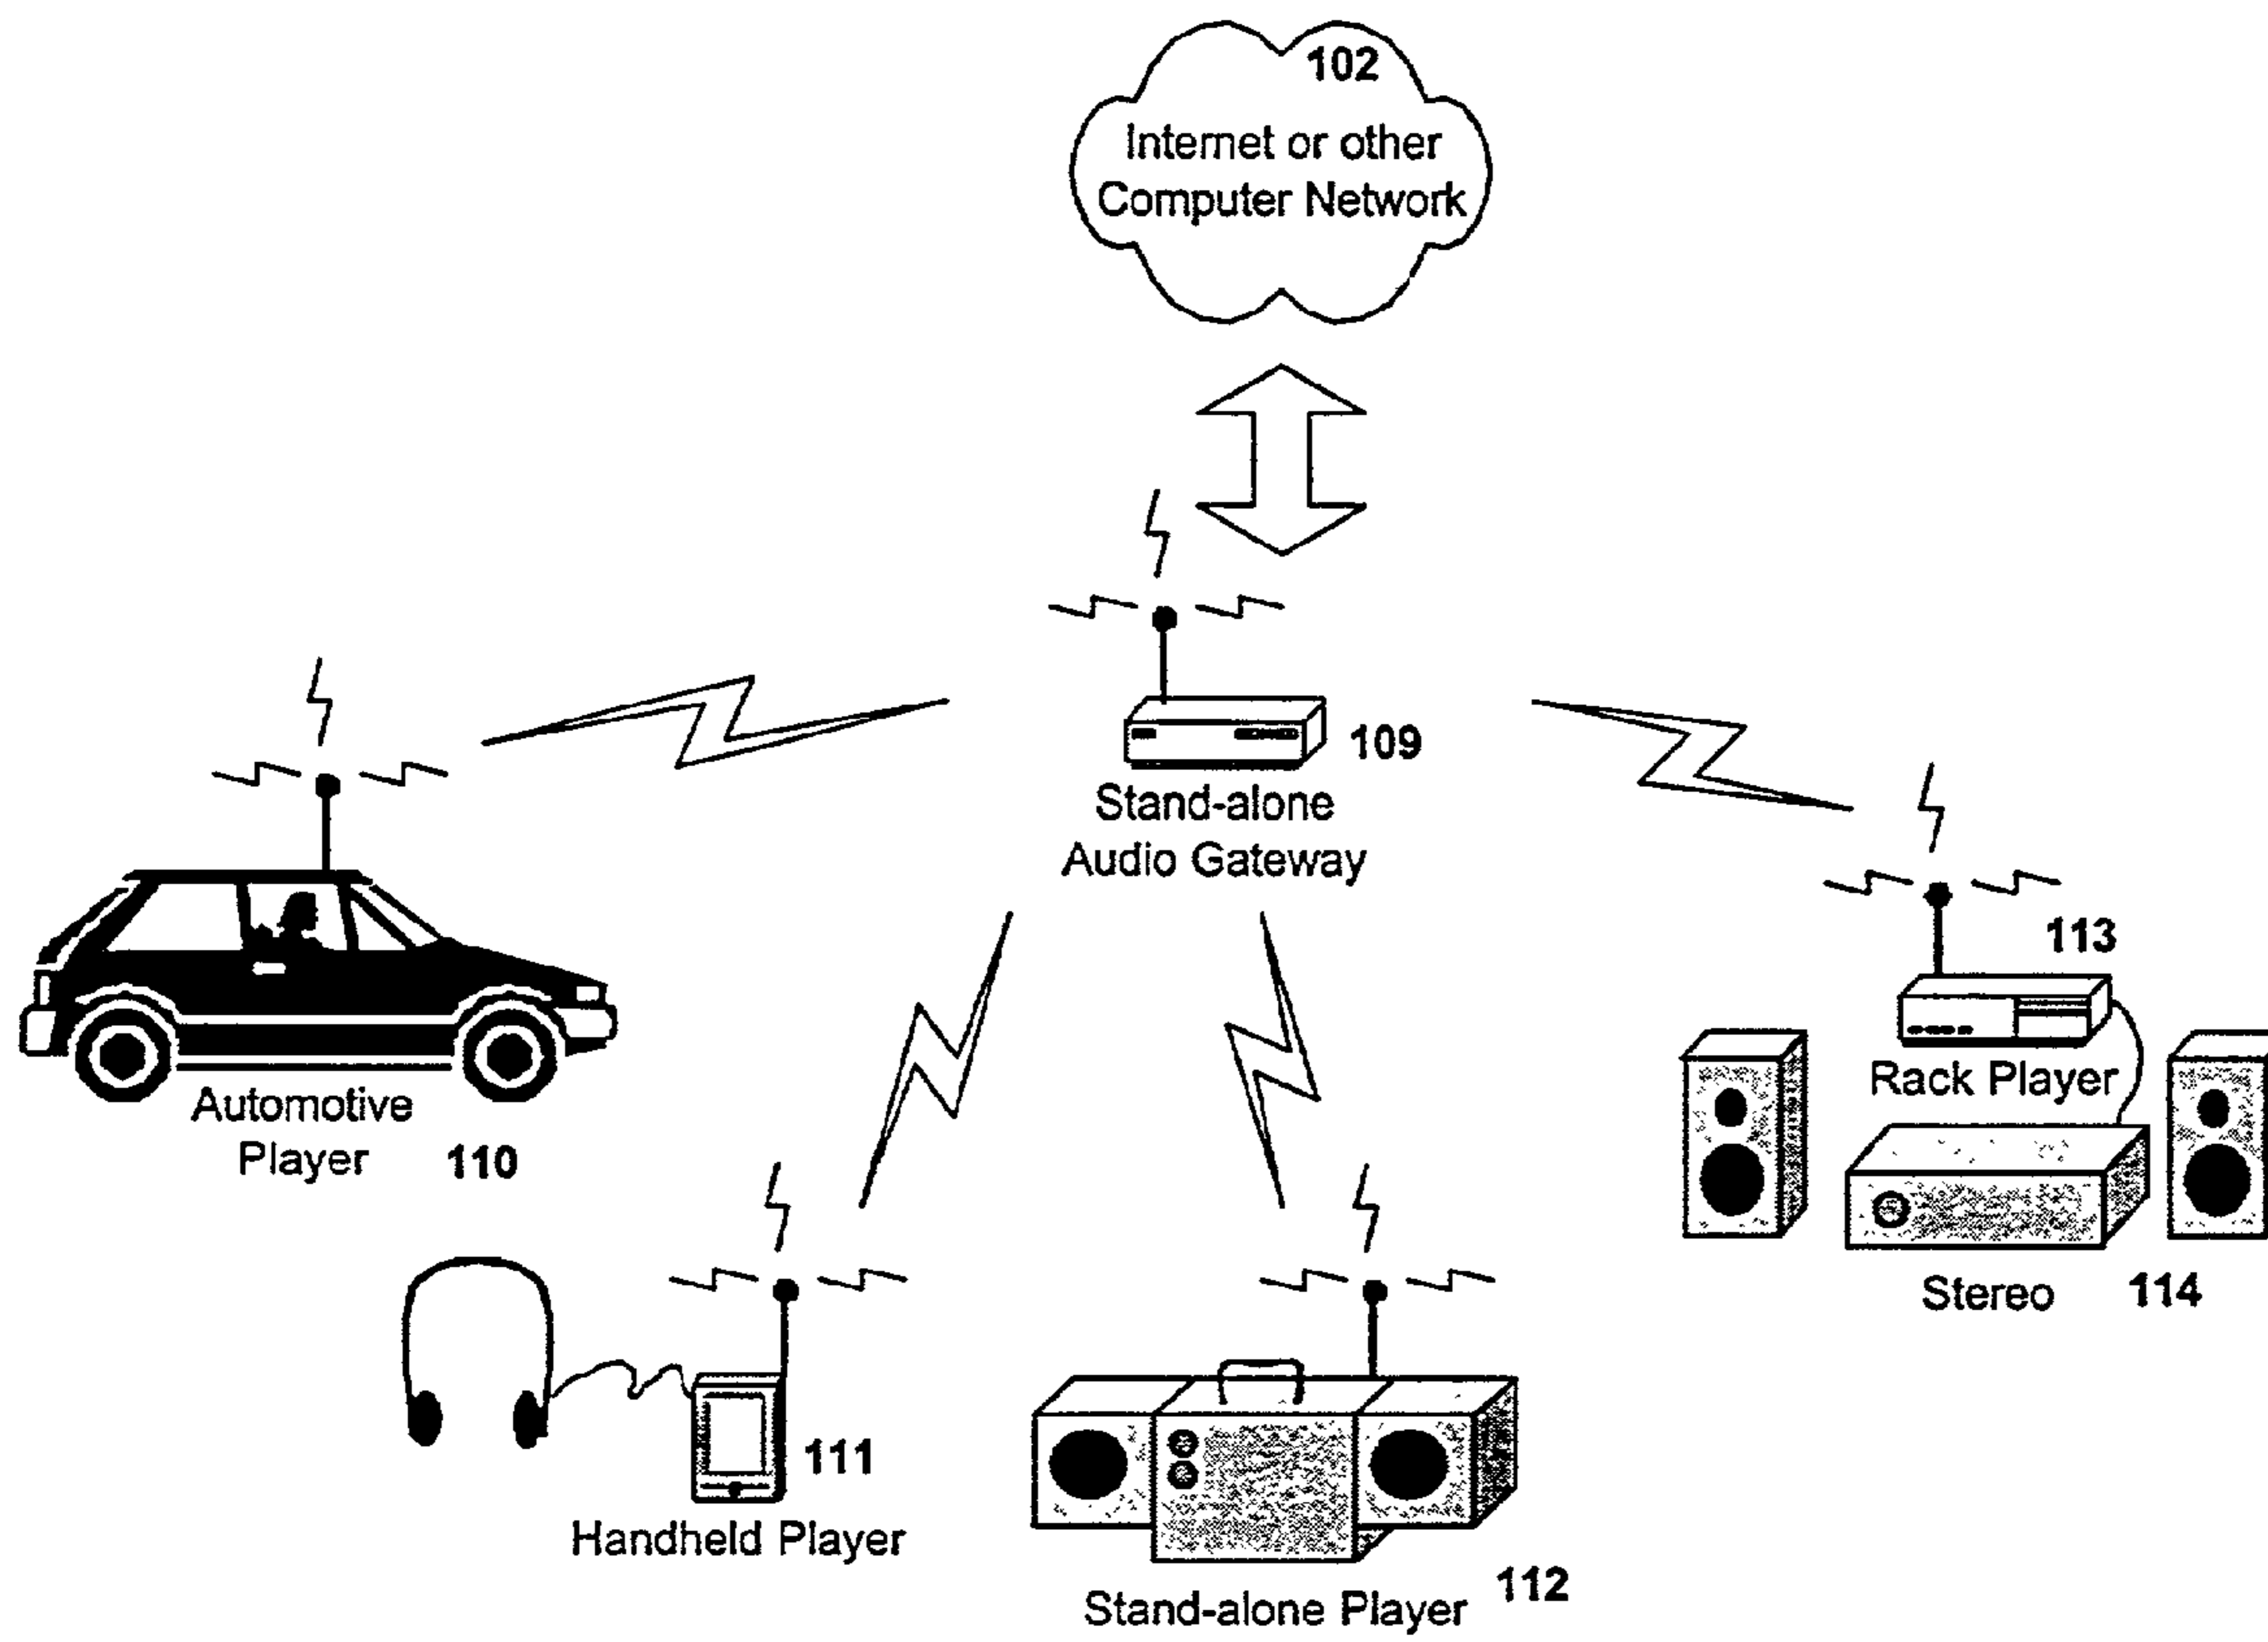 102
Internet or other
Computer Network
109
Stand-alone
Audio Gateway
113
Rack Player
Automotive
Player
110
Stereo
114
111
Handheld Player
112
Stand-alone Player